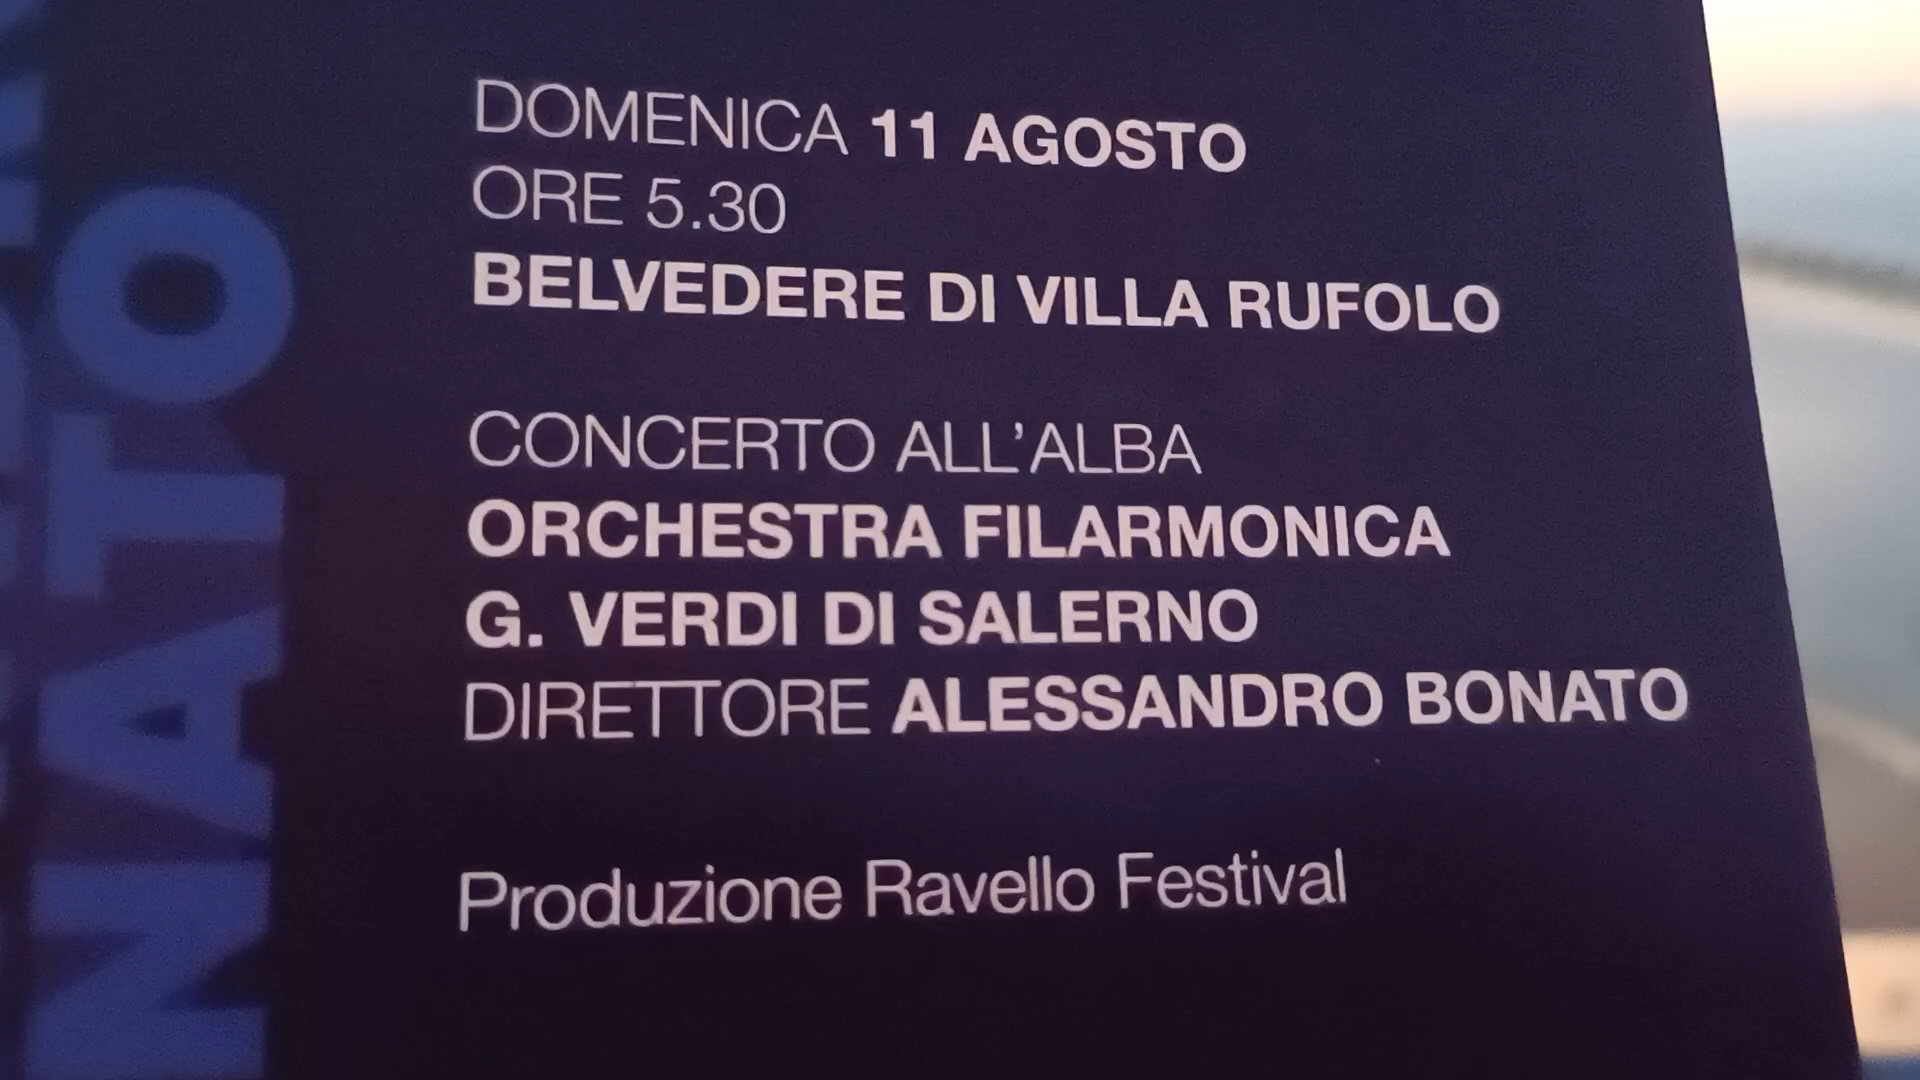 DOMENICA 11 AGOSTO
ORE 5.30
BELVEDERE DI VILLA RUFOLO
CONCERTO ALL'ALBA
ORCHESTRA FILARMONICA
G. VERDI DI SALERNO
DIRETTORE ALESSANDRO BONATO
Produzione Ravello Festival
NATO